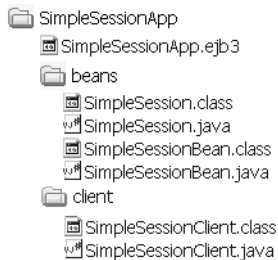 SimpleSessionApp
SimpleSessionApp.ejb3
beans
SimpleSession.class
SimpleSession.java
SimpleSessionBean.class
SimpleSessionBean.java
client
SimpleSessionClient.class
SimpleSessionClient.java